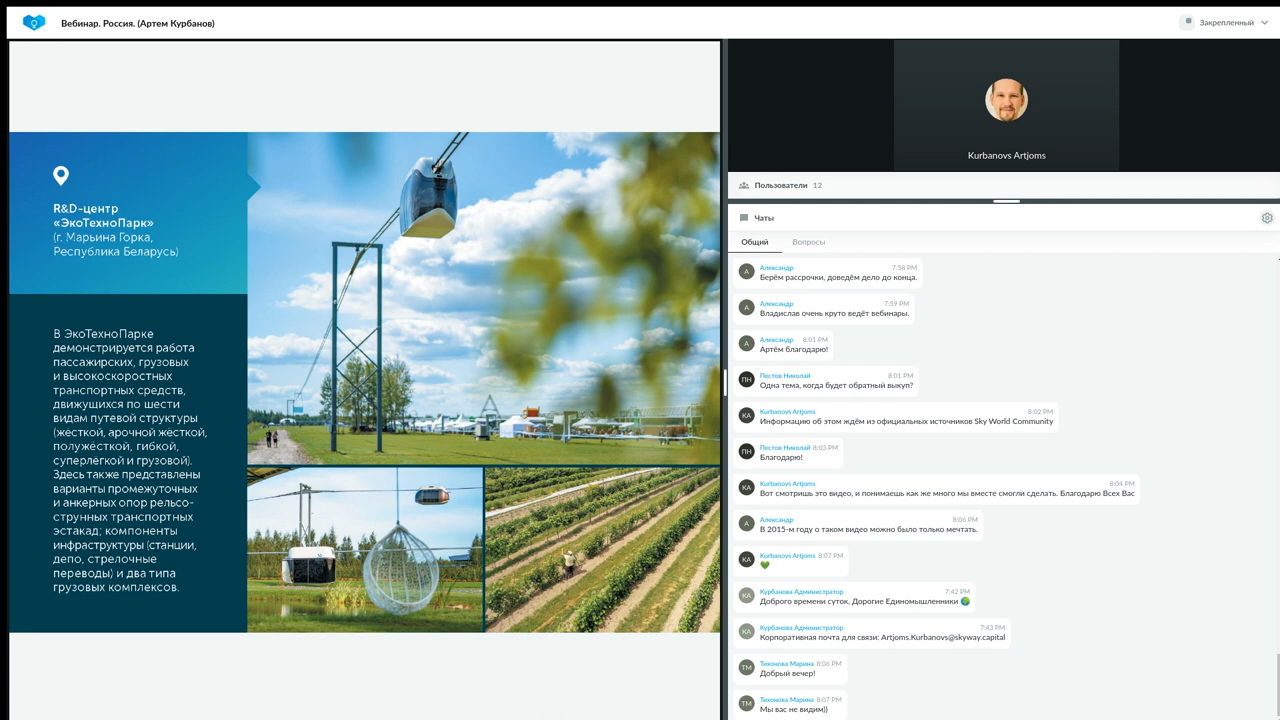 Вебинар. Россия. (Артем Курбанов)
Закрепленный
R&D-центр
«ЭкоТехноПарк»
(г. Марьина Горка,
Республика Беларусь)
В ЭкоТехноПарке
демонстрируется работа
пассажирских, грузовых
и высокоскоростных
транспортных средств,
движущихся по шести
видам путевой структуры
(жёсткой, арочной жёсткой,
полужёсткой, гибкой,
суперлёгкой и грузовой).
Здесь также представлены
варианты промежуточных
и анкерных опор рельсо-
струнных транспортных
эстакад; компоненты
инфраструктуры (станции,
депо, стрелочные
переводы) и два типа
грузовых комплексов.
Kurbanovs Artjoms
Пользователи 12
Чаты
Общий Вопросы
А Александр 7:58 PM
Берём рассрочки, доведём дело до конца.
А Александр 7:59 PM
Владислав очень круто ведёт вебинары.
А Александр 8:01 PM
Артём благодарю!
ПН Пестов Николай 8:01 PM
Одна тема, когда будет обратный выкуп?
KA Kurbanovs Artjoms 8:02 PM
Информацию об этом ждём из официальных источников Sky World Community
ПН Пестов Николай 8:03 PM
Благодарю!
KA Kurbanovs Artjoms 8:04 PM
Вот смотришь это видео, и понимаешь как же много мы вместе смогли сделать. Благодарю Всех Вас
А Александр 8:06 PM
В 2015-м году о таком видео можно было только мечтать.
KA Kurbanovs Artjoms 8:07 PM
💚
КА Курбанова Администратор 7:42 PM
Доброго времени суток, Дорогие Единомышленники 🌍
КА Курбанова Администратор 7:43 PM
Корпоративная почта для связи: Artjoms.Kurbanovs@skyway.capital
ТМ Тихонова Марина 8:06 PM
Добрый вечер!
ТМ Тихонова Марина 8:07 PM
Мы вас не видим))